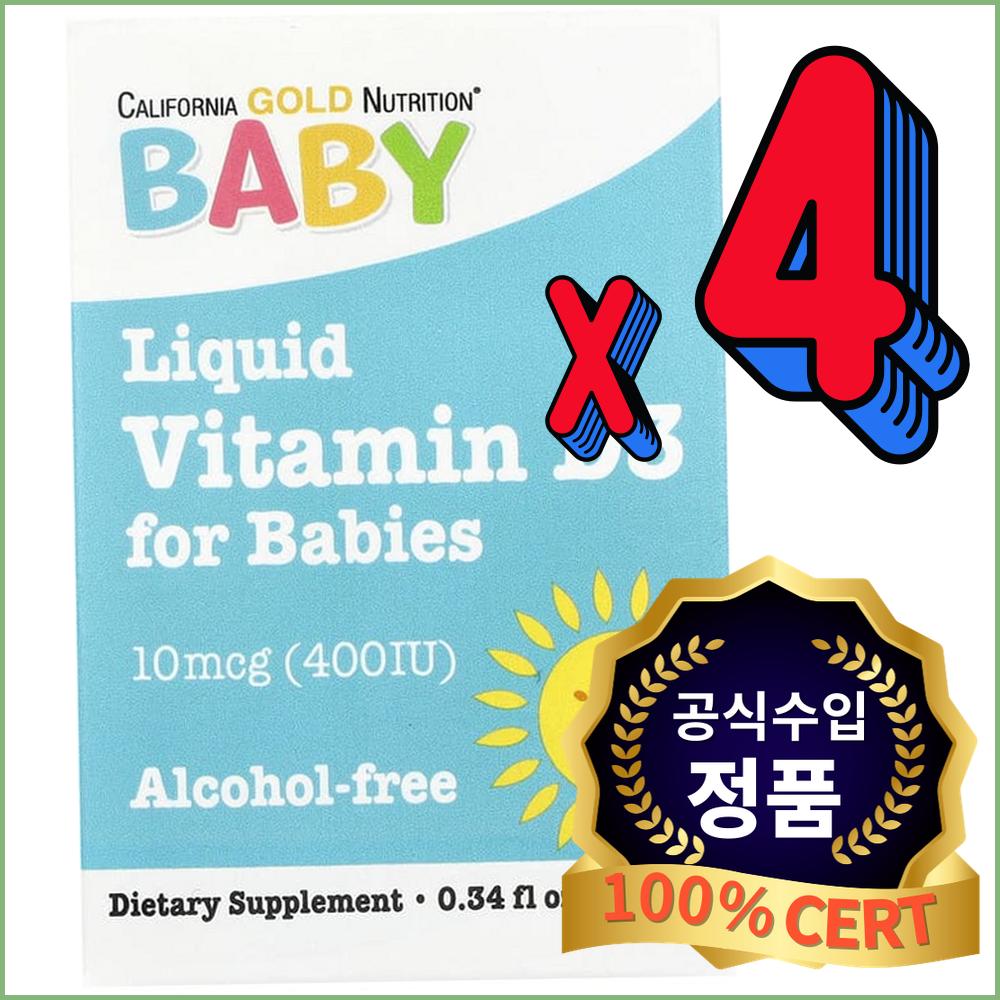 CALIFORNIA GOLD NUTRITION®
BABY
Liquid
Vitamin D3
for Babies
10mcg (400IU)
Alcohol-free
Dietary Supplement • 0.34 fl
x 4
공식수입
정품
100% CERT